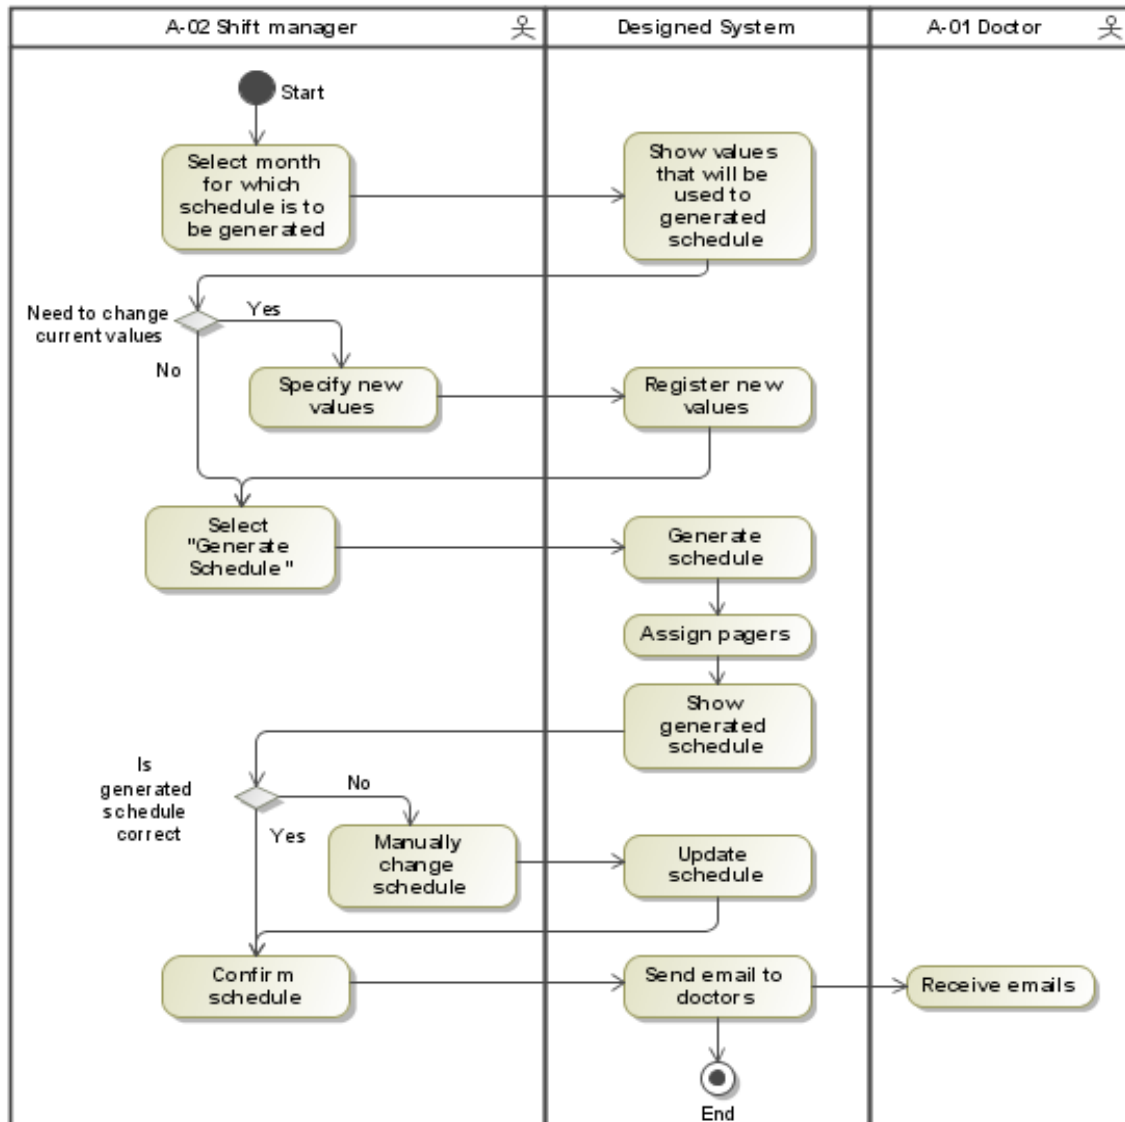 A-02 Shift manager
Designed System
A-01 Doctor
Start
Select month
for which
schedule is to
be generated
Show values
that will be
used to
generated
schedule
Need to change
current values
Yes
No
Specify new
values
Register new
values
Select
"Generate
Schedule"
Generate
schedule
Assign pagers
Show
generated
schedule
Is
generated
schedule
correct
No
Yes
Manually
change
schedule
Update
schedule
Confirm
schedule
Send email to
doctors
Receive emails
End